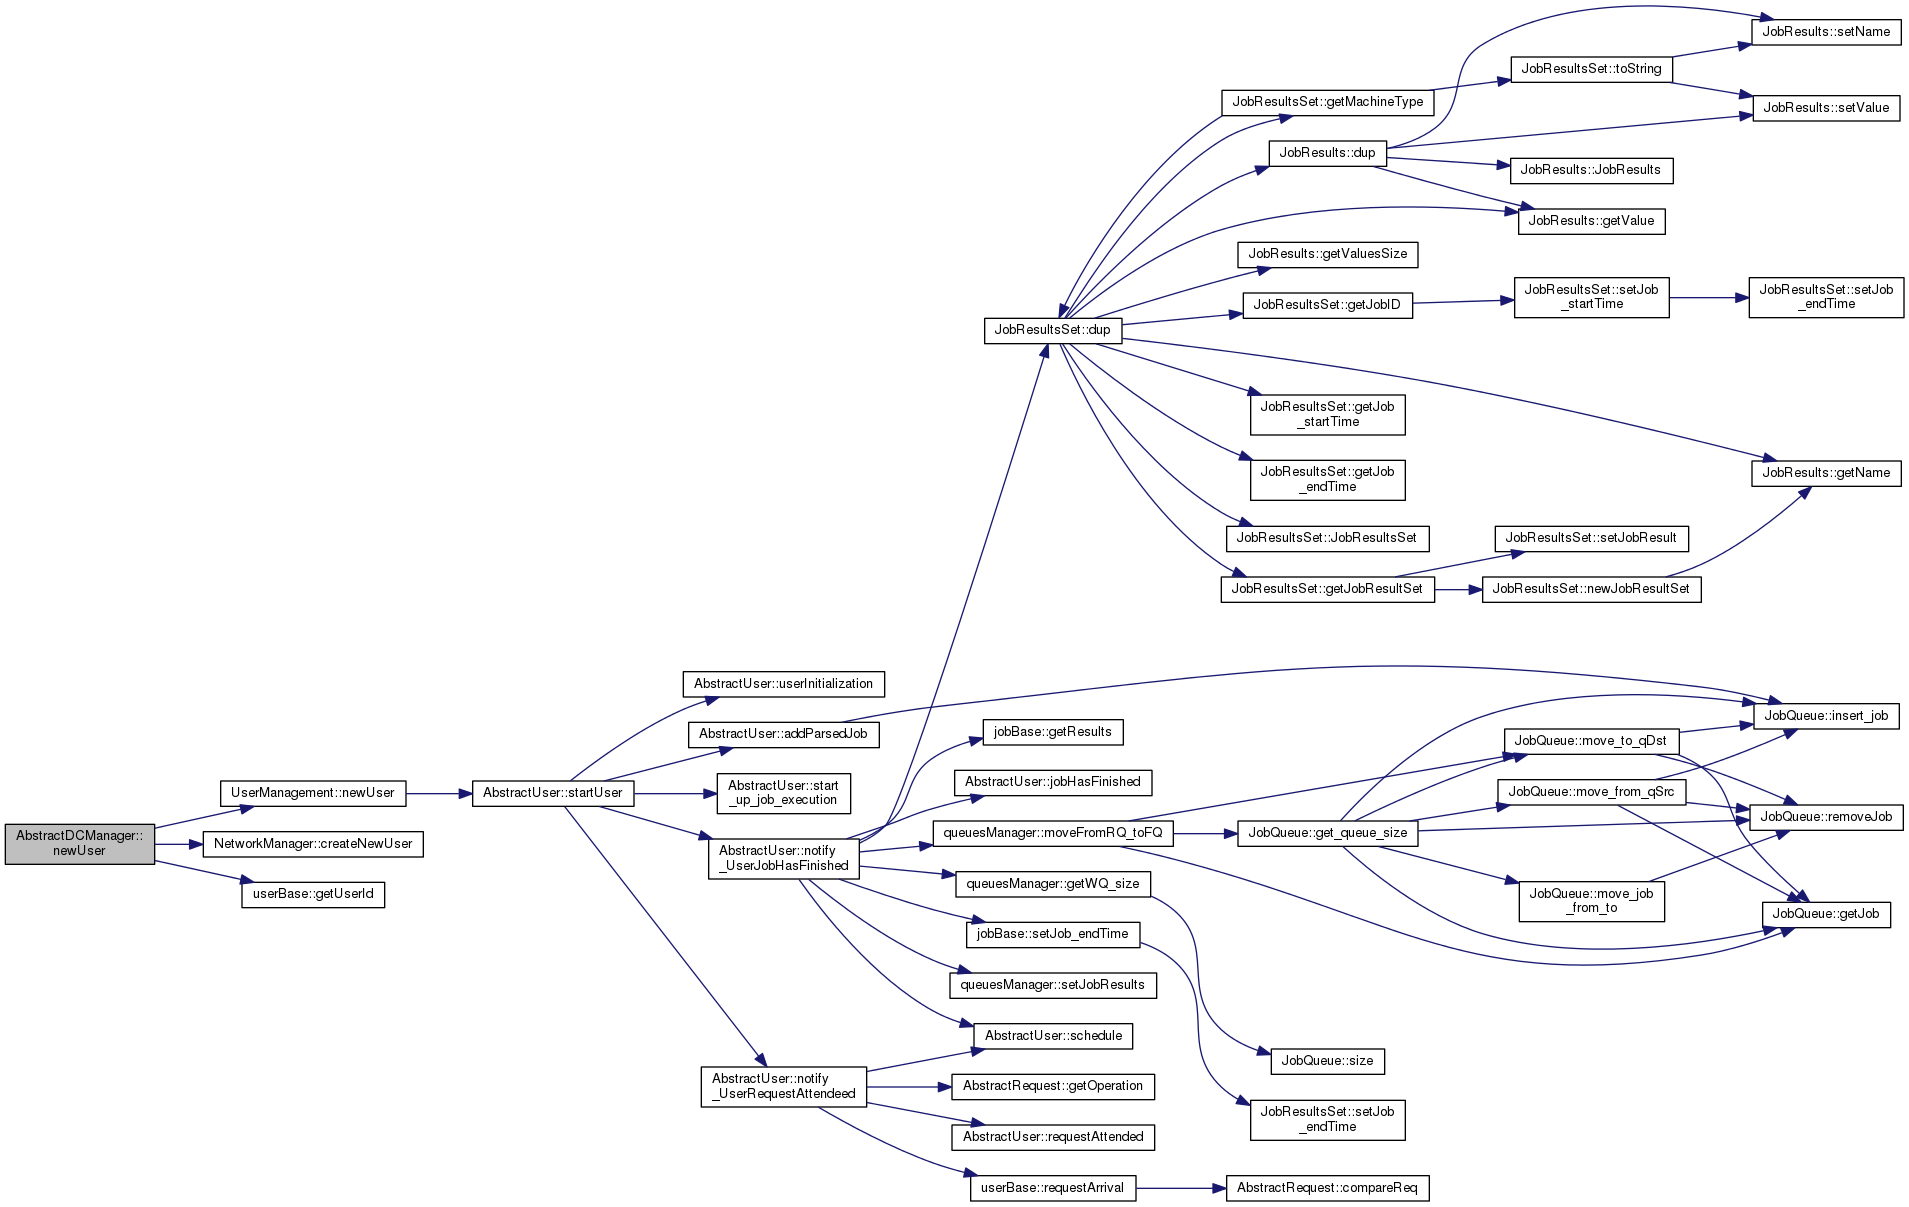 AbstractDCManager::
newUser
UserManagement::newUser
NetworkManager::createNewUser
userBase::getUserId
AbstractUser::startUser
AbstractUser::userInitialization
AbstractUser::addParsedJob
AbstractUser::start
_up_job_execution
AbstractUser::notify
_UserJobHasFinished
AbstractUser::notify
_UserRequestAttendeed
JobResultsSet::dup
jobBase::getResults
AbstractUser::jobHasFinished
queuesManager::moveFromRQ_toFQ
queuesManager::getWQ_size
jobBase::setJob_endTime
queuesManager::setJobResults
AbstractUser::schedule
AbstractRequest::getOperation
AbstractUser::requestAttended
userBase::requestArrival
JobResultsSet::getMachineType
JobResults::dup
JobResults::getValuesSize
JobResultsSet::getJobID
JobResultsSet::getJob
_startTime
JobResultsSet::getJob
_endTime
JobResultsSet::JobResultsSet
JobResultsSet::getJobResultSet
JobQueue::get_queue_size
JobQueue::size
JobResultsSet::setJob
_endTime
AbstractRequest::compareReq
JobResultsSet::toString
JobResults::JobResults
JobResults::getValue
JobResultsSet::setJob
_startTime
JobResultsSet::setJobResult
JobResultsSet::newJobResultSet
JobQueue::move_to_qDst
JobQueue::move_from_qSrc
JobQueue::move_job
_from_to
JobResults::setName
JobResults::setValue
JobResultsSet::setJob
_endTime
JobResults::getName
JobQueue::insert_job
JobQueue::removeJob
JobQueue::getJob